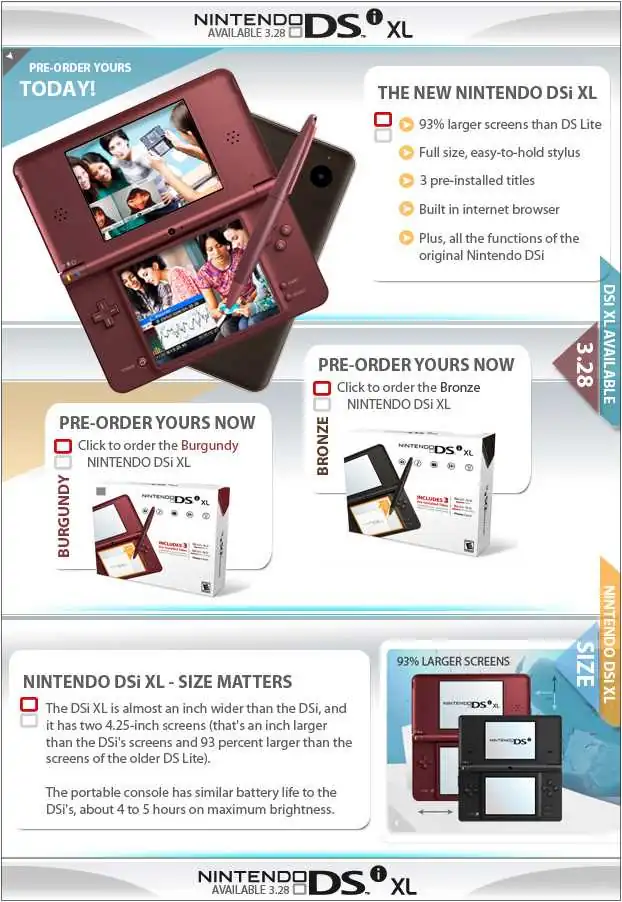 NINTENDO DSi XL
AVAILABLE 3.28
PRE-ORDER YOURS
TODAY!
THE NEW NINTENDO DSi XL
93% larger screens than DS Lite
Full size, easy-to-hold stylus
3 pre-installed titles
Built in internet browser
Plus, all the functions of the
original Nintendo DSi
DSI XL AVAILABLE
3.28
PRE-ORDER YOURS NOW
Click to order the Bronze
NINTENDO DSi XL
BRONZE
NINTENDO DSi XL
INCLUDES 3
NINTENDO DSi XL
PRE-ORDER YOURS NOW
Click to order the Burgundy
NINTENDO DSi XL
BURGUNDY
NINTENDO DSi XL
INCLUDES 3
NINTENDO DSi XL
SIZE
NINTENDO DSi XL - SIZE MATTERS
The DSi XL is almost an inch wider than the DSi, and
it has two 4.25-inch screens (that's an inch larger
than the DSi's screens and 93 percent larger than the
screens of the older DS Lite).
The portable console has similar battery life to the
DSi's, about 4 to 5 hours on maximum brightness.
93% LARGER SCREENS
NINTENDO DSi XL
NINTENDO DSi
NINTENDO DSi XL
AVAILABLE 3.28